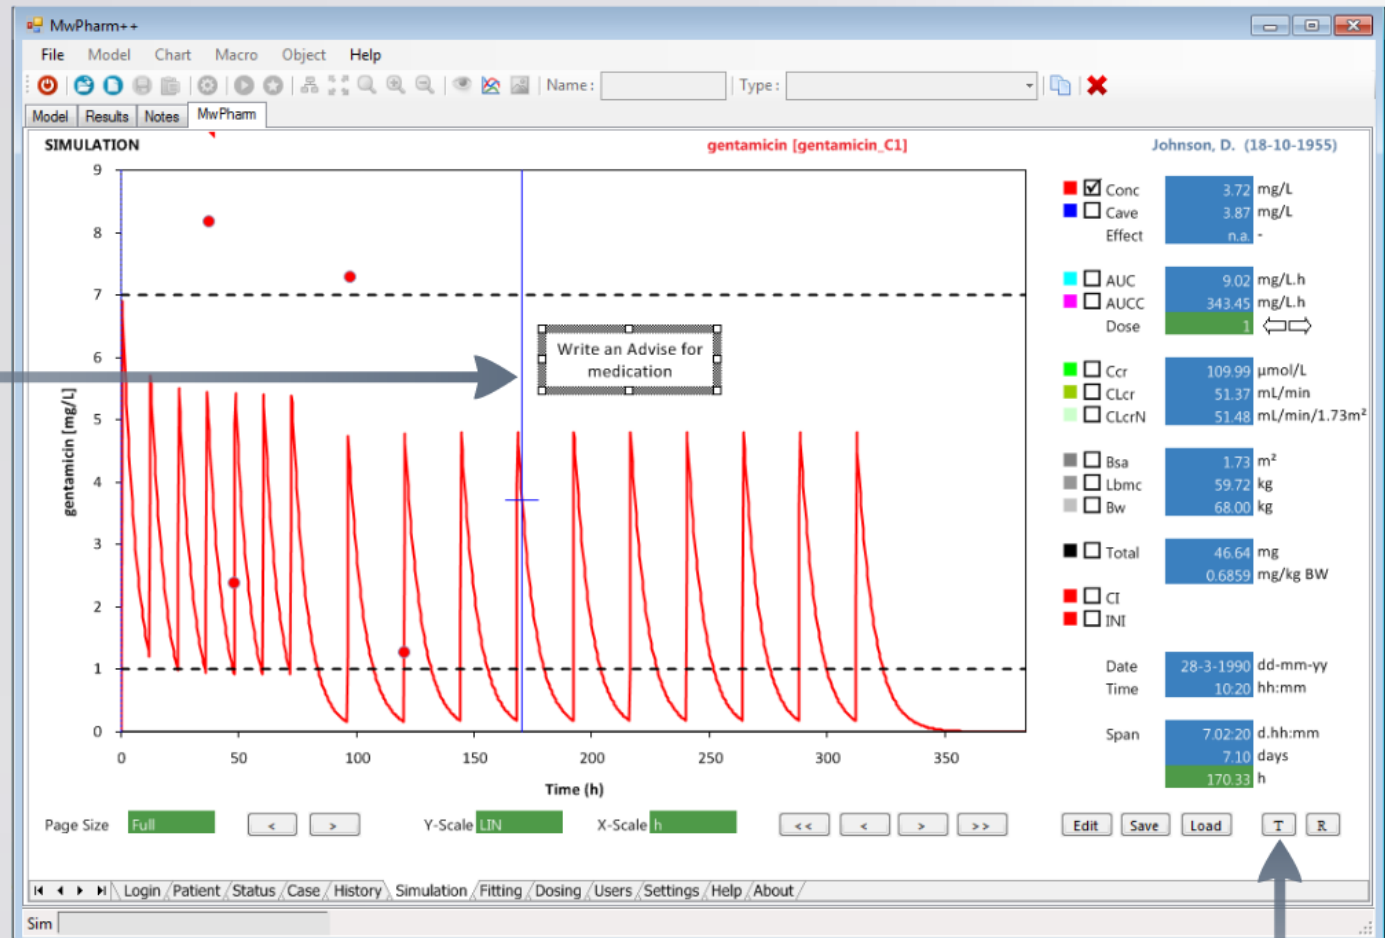 MwPharm++
File Model Chart Macro Object Help
Name: Type:
Model Results Notes MwPharm
SIMULATION gentamicin [gentamicin_C1] Johnson, D. (18-10-1955)
9
8
7
6
5
4
3
2
1
0
gentamicin [mg/L]
Write an Advise for
medication
0 50 100 150 200 250 300 350
Time (h)
Conc 3.72 mg/L
Cave 3.87 mg/L
Effect n.a. -
AUC 9.02 mg/L.h
AUCC 343.45 mg/L.h
Dose 1
Ccr 109.99 µmol/L
CLcr 51.37 mL/min
CLcrN 51.48 mL/min/1.73m²
Bsa 1.73 m²
Lbmc 59.72 kg
Bw 68.00 kg
Total 46.64 mg
0.6859 mg/kg BW
CI
INI
Date 28-3-1990 dd-mm-yy
Time 10:20 hh:mm
Span 7.02:20 d.hh:mm
7.10 days
170.33 h
Page Size Full < > Y-Scale LIN X-Scale h << < > >> Edit Save Load T R
Login Patient Status Case History Simulation Fitting Dosing Users Settings Help About
Sim